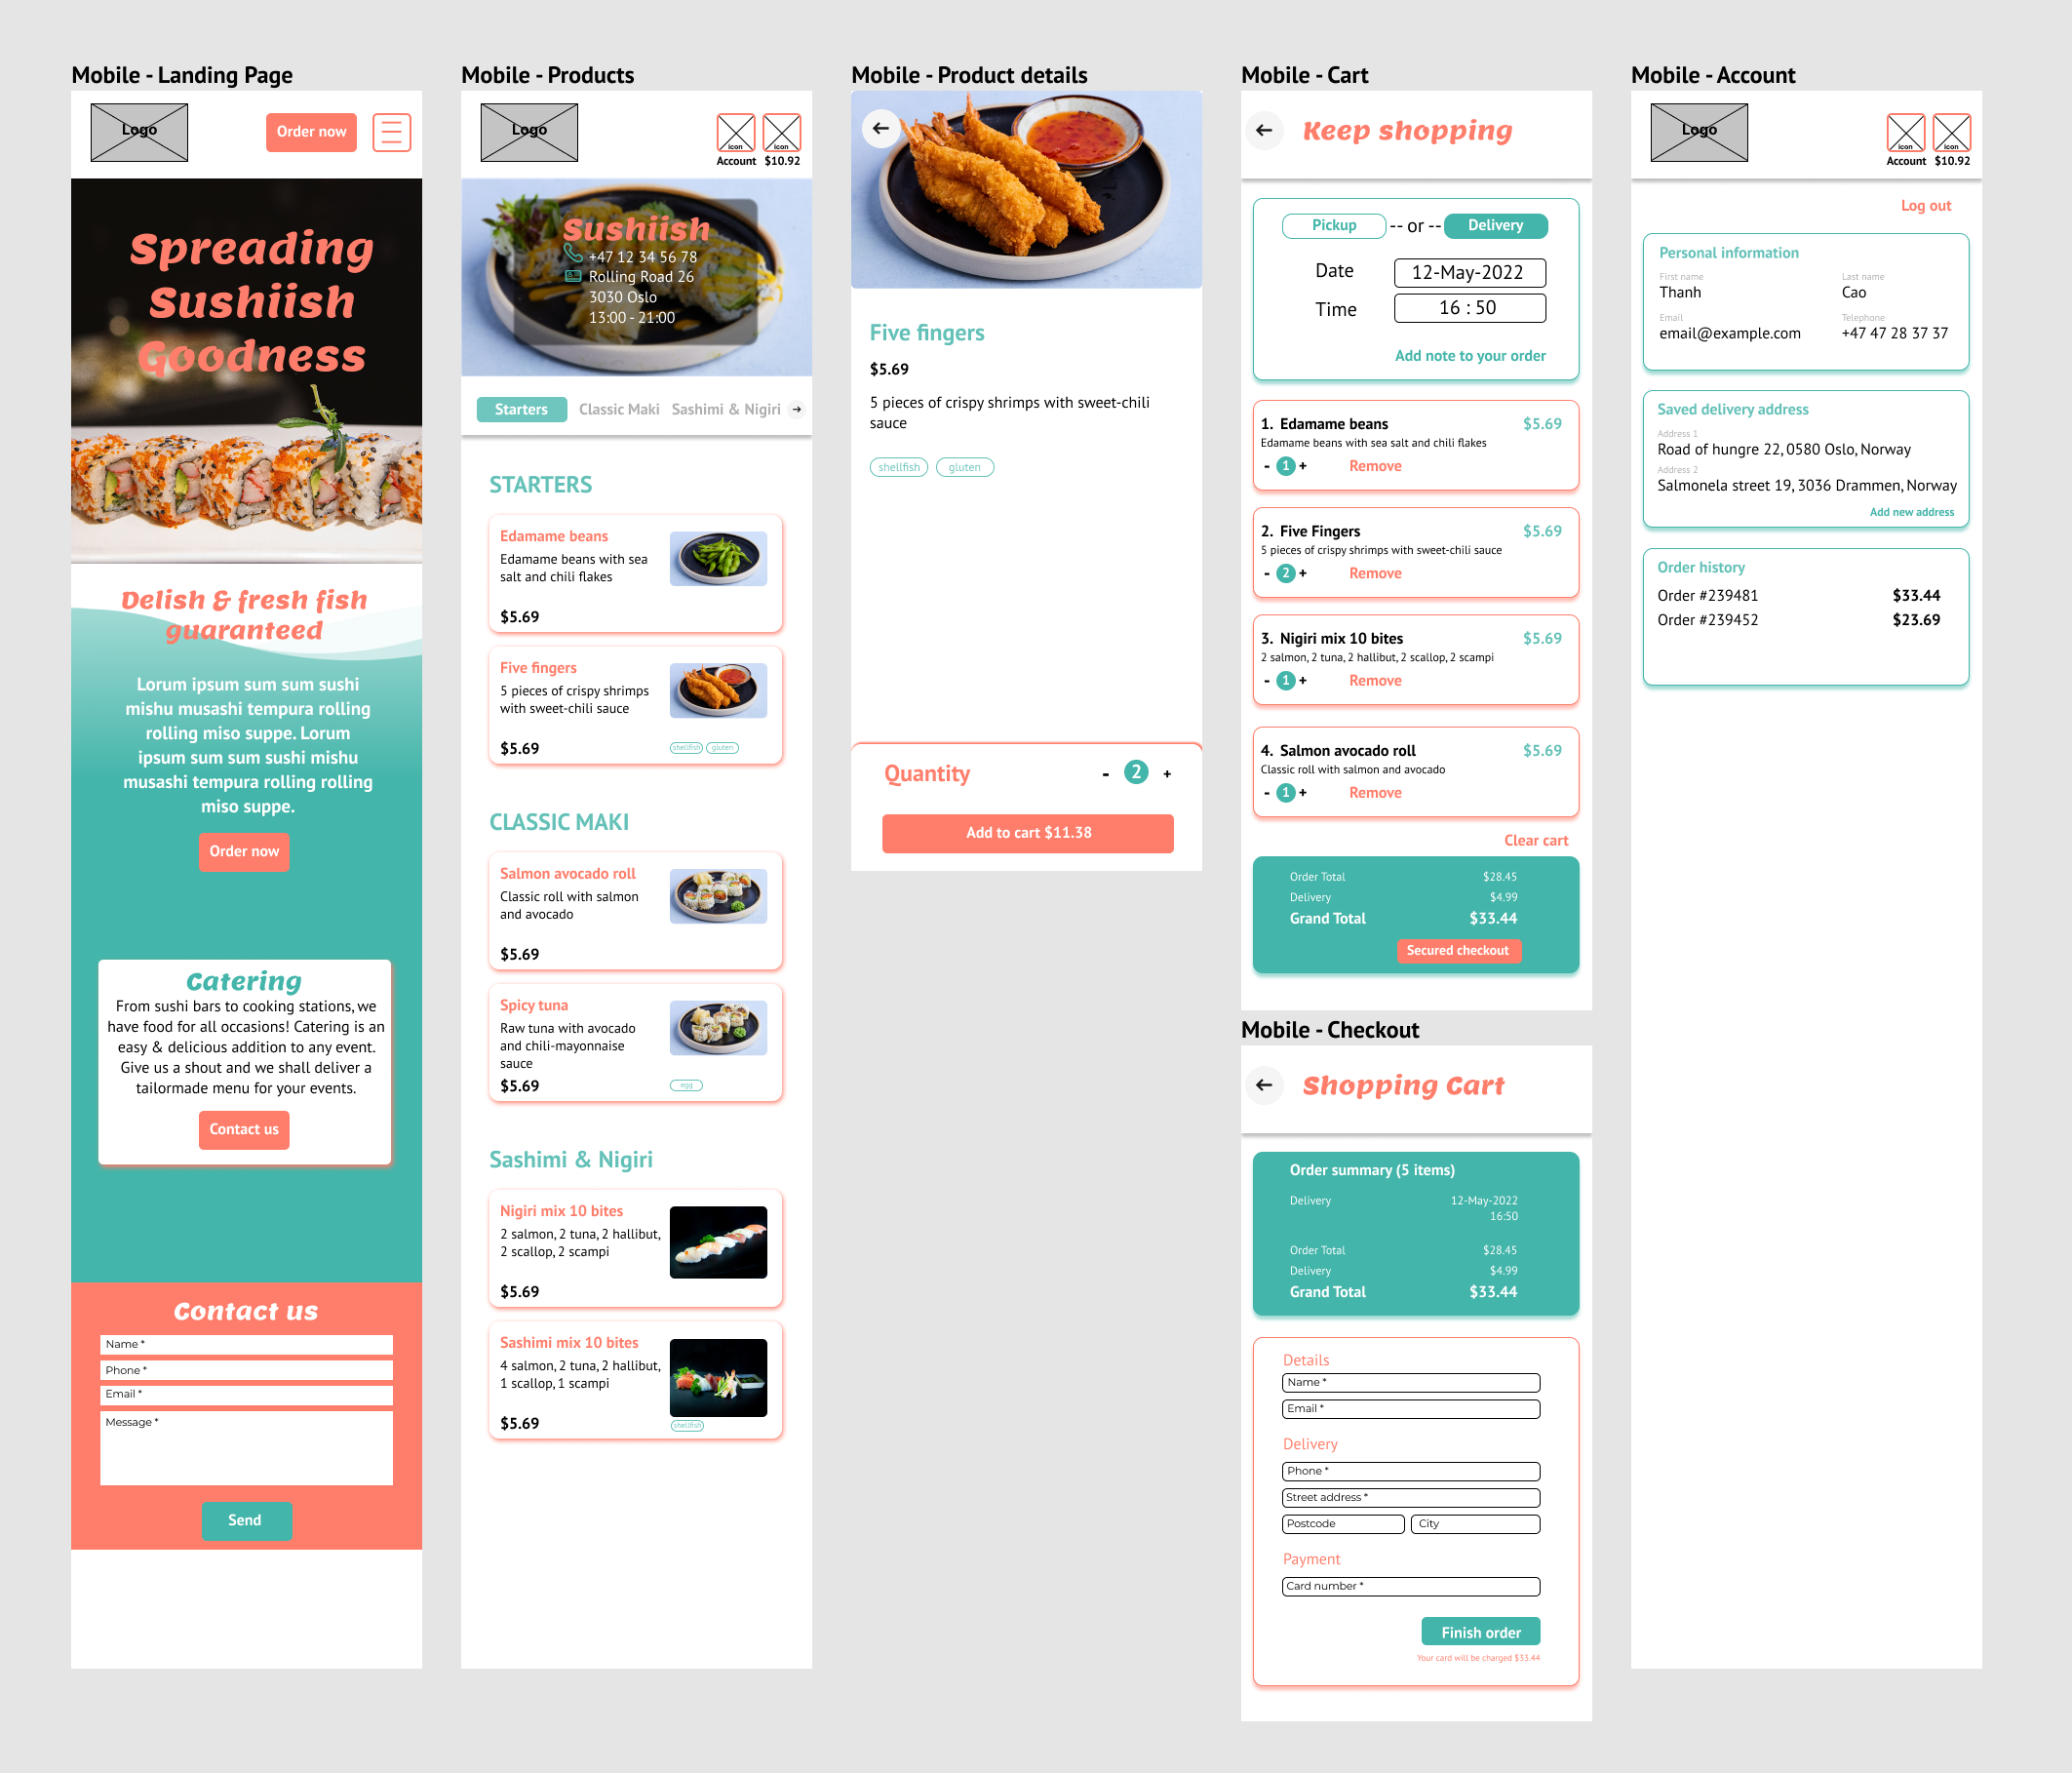 Mobile - Landing Page
Logo
Order now
Spreading
Sushiish
Goodness
Delish & fresh fish
guaranteed
Lorum ipsum sum sum sushi
mishu musashi tempura rolling
rolling miso suppe. Lorum
ipsum sum sum sushi mishu
musashi tempura rolling rolling
miso suppe.
Order now
Catering
From sushi bars to cooking stations, we
have food for all occasions! Catering is an
easy & delicious addition to any event.
Give us a shout and we shall deliver a
tailormade menu for your events.
Contact us
Contact us
Name *
Phone *
Email *
Message *
Send
Mobile - Products
Logo
icon
icon
Account $10.92
Sushiish
+47 12 34 56 78
Rolling Road 26
3030 Oslo
13:00 - 21:00
Starters Classic Maki Sashimi & Nigiri
STARTERS
Edamame beans
Edamame beans with sea
salt and chili flakes
$5.69
Five fingers
5 pieces of crispy shrimps
with sweet-chili sauce
$5.69
shellfish gluten
CLASSIC MAKI
Salmon avocado roll
Classic roll with salmon
and avocado
$5.69
Spicy tuna
Raw tuna with avocado
and chili-mayonnaise
sauce
$5.69
egg
Sashimi & Nigiri
Nigiri mix 10 bites
2 salmon, 2 tuna, 2 hallibut,
2 scallop, 2 scampi
$5.69
Sashimi mix 10 bites
4 salmon, 2 tuna, 2 hallibut,
1 scallop, 1 scampi
$5.69
shellfish
Mobile - Product details
Five fingers
$5.69
5 pieces of crispy shrimps with sweet-chili
sauce
shellfish gluten
Quantity - 2 +
Add to cart $11.38
Mobile - Cart
Keep shopping
Pickup -- or -- Delivery
Date 12-May-2022
Time 16 : 50
Add note to your order
1. Edamame beans $5.69
Edamame beans with sea salt and chili flakes
- 1 + Remove
2. Five Fingers $5.69
5 pieces of crispy shrimps with sweet-chili sauce
- 2 + Remove
3. Nigiri mix 10 bites $5.69
2 salmon, 2 tuna, 2 hallibut, 2 scallop, 2 scampi
- 1 + Remove
4. Salmon avocado roll $5.69
Classic roll with salmon and avocado
- 1 + Remove
Clear cart
Order Total $28.45
Delivery $4.99
Grand Total $33.44
Secured checkout
Mobile - Checkout
Shopping Cart
Order summary (5 items)
Delivery 12-May-2022
16:50
Order Total $28.45
Delivery $4.99
Grand Total $33.44
Details
Name *
Email *
Delivery
Phone *
Street address *
Postcode City
Payment
Card number *
Finish order
Your card will be charged $33.44
Mobile - Account
Logo
icon
icon
Account $10.92
Log out
Personal information
First name Last name
Thanh Cao
Email Telephone
email@example.com +47 47 28 37 37
Saved delivery address
Address 1
Road of hungre 22, 0580 Oslo, Norway
Address 2
Salmonela street 19, 3036 Drammen, Norway
Add new address
Order history
Order #239481 $33.44
Order #239452 $23.69